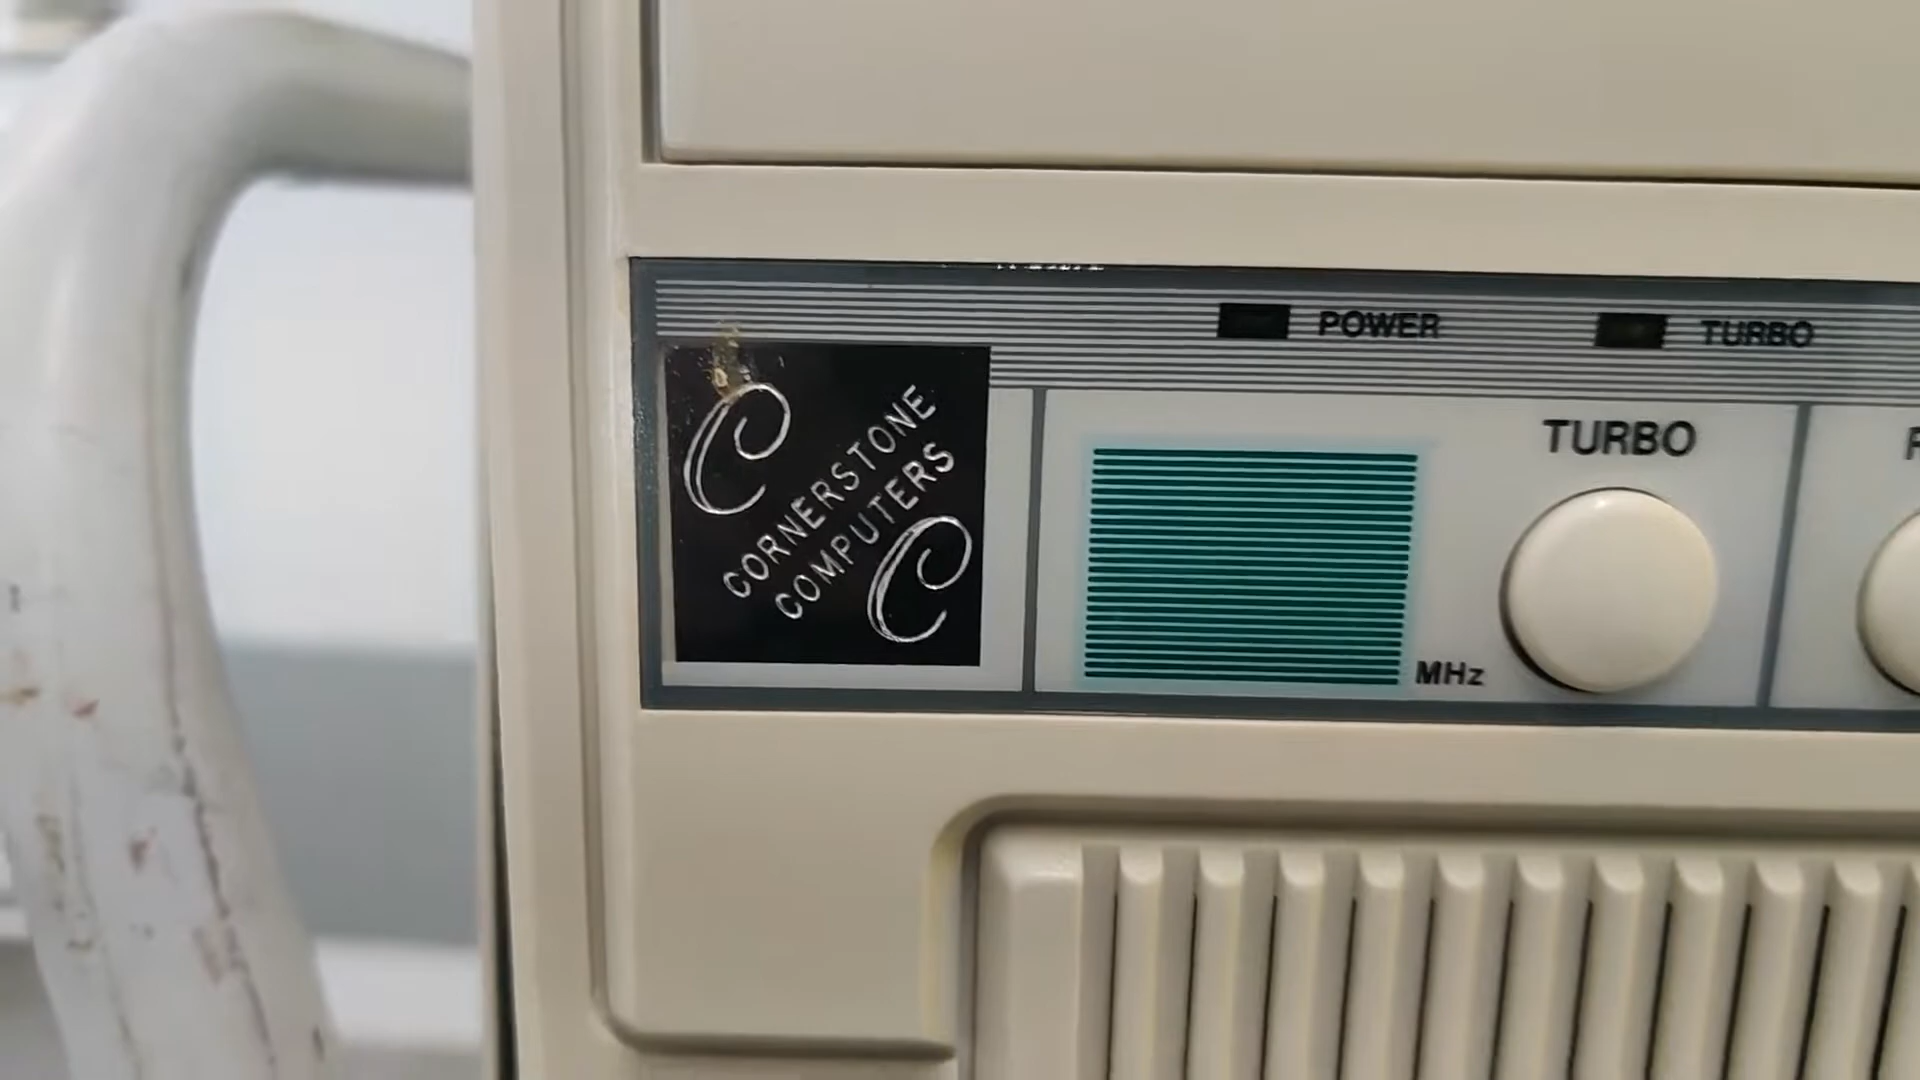 POWER
TURBO
C
CORNERSTONE
COMPUTERS
C
TURBO
MHz